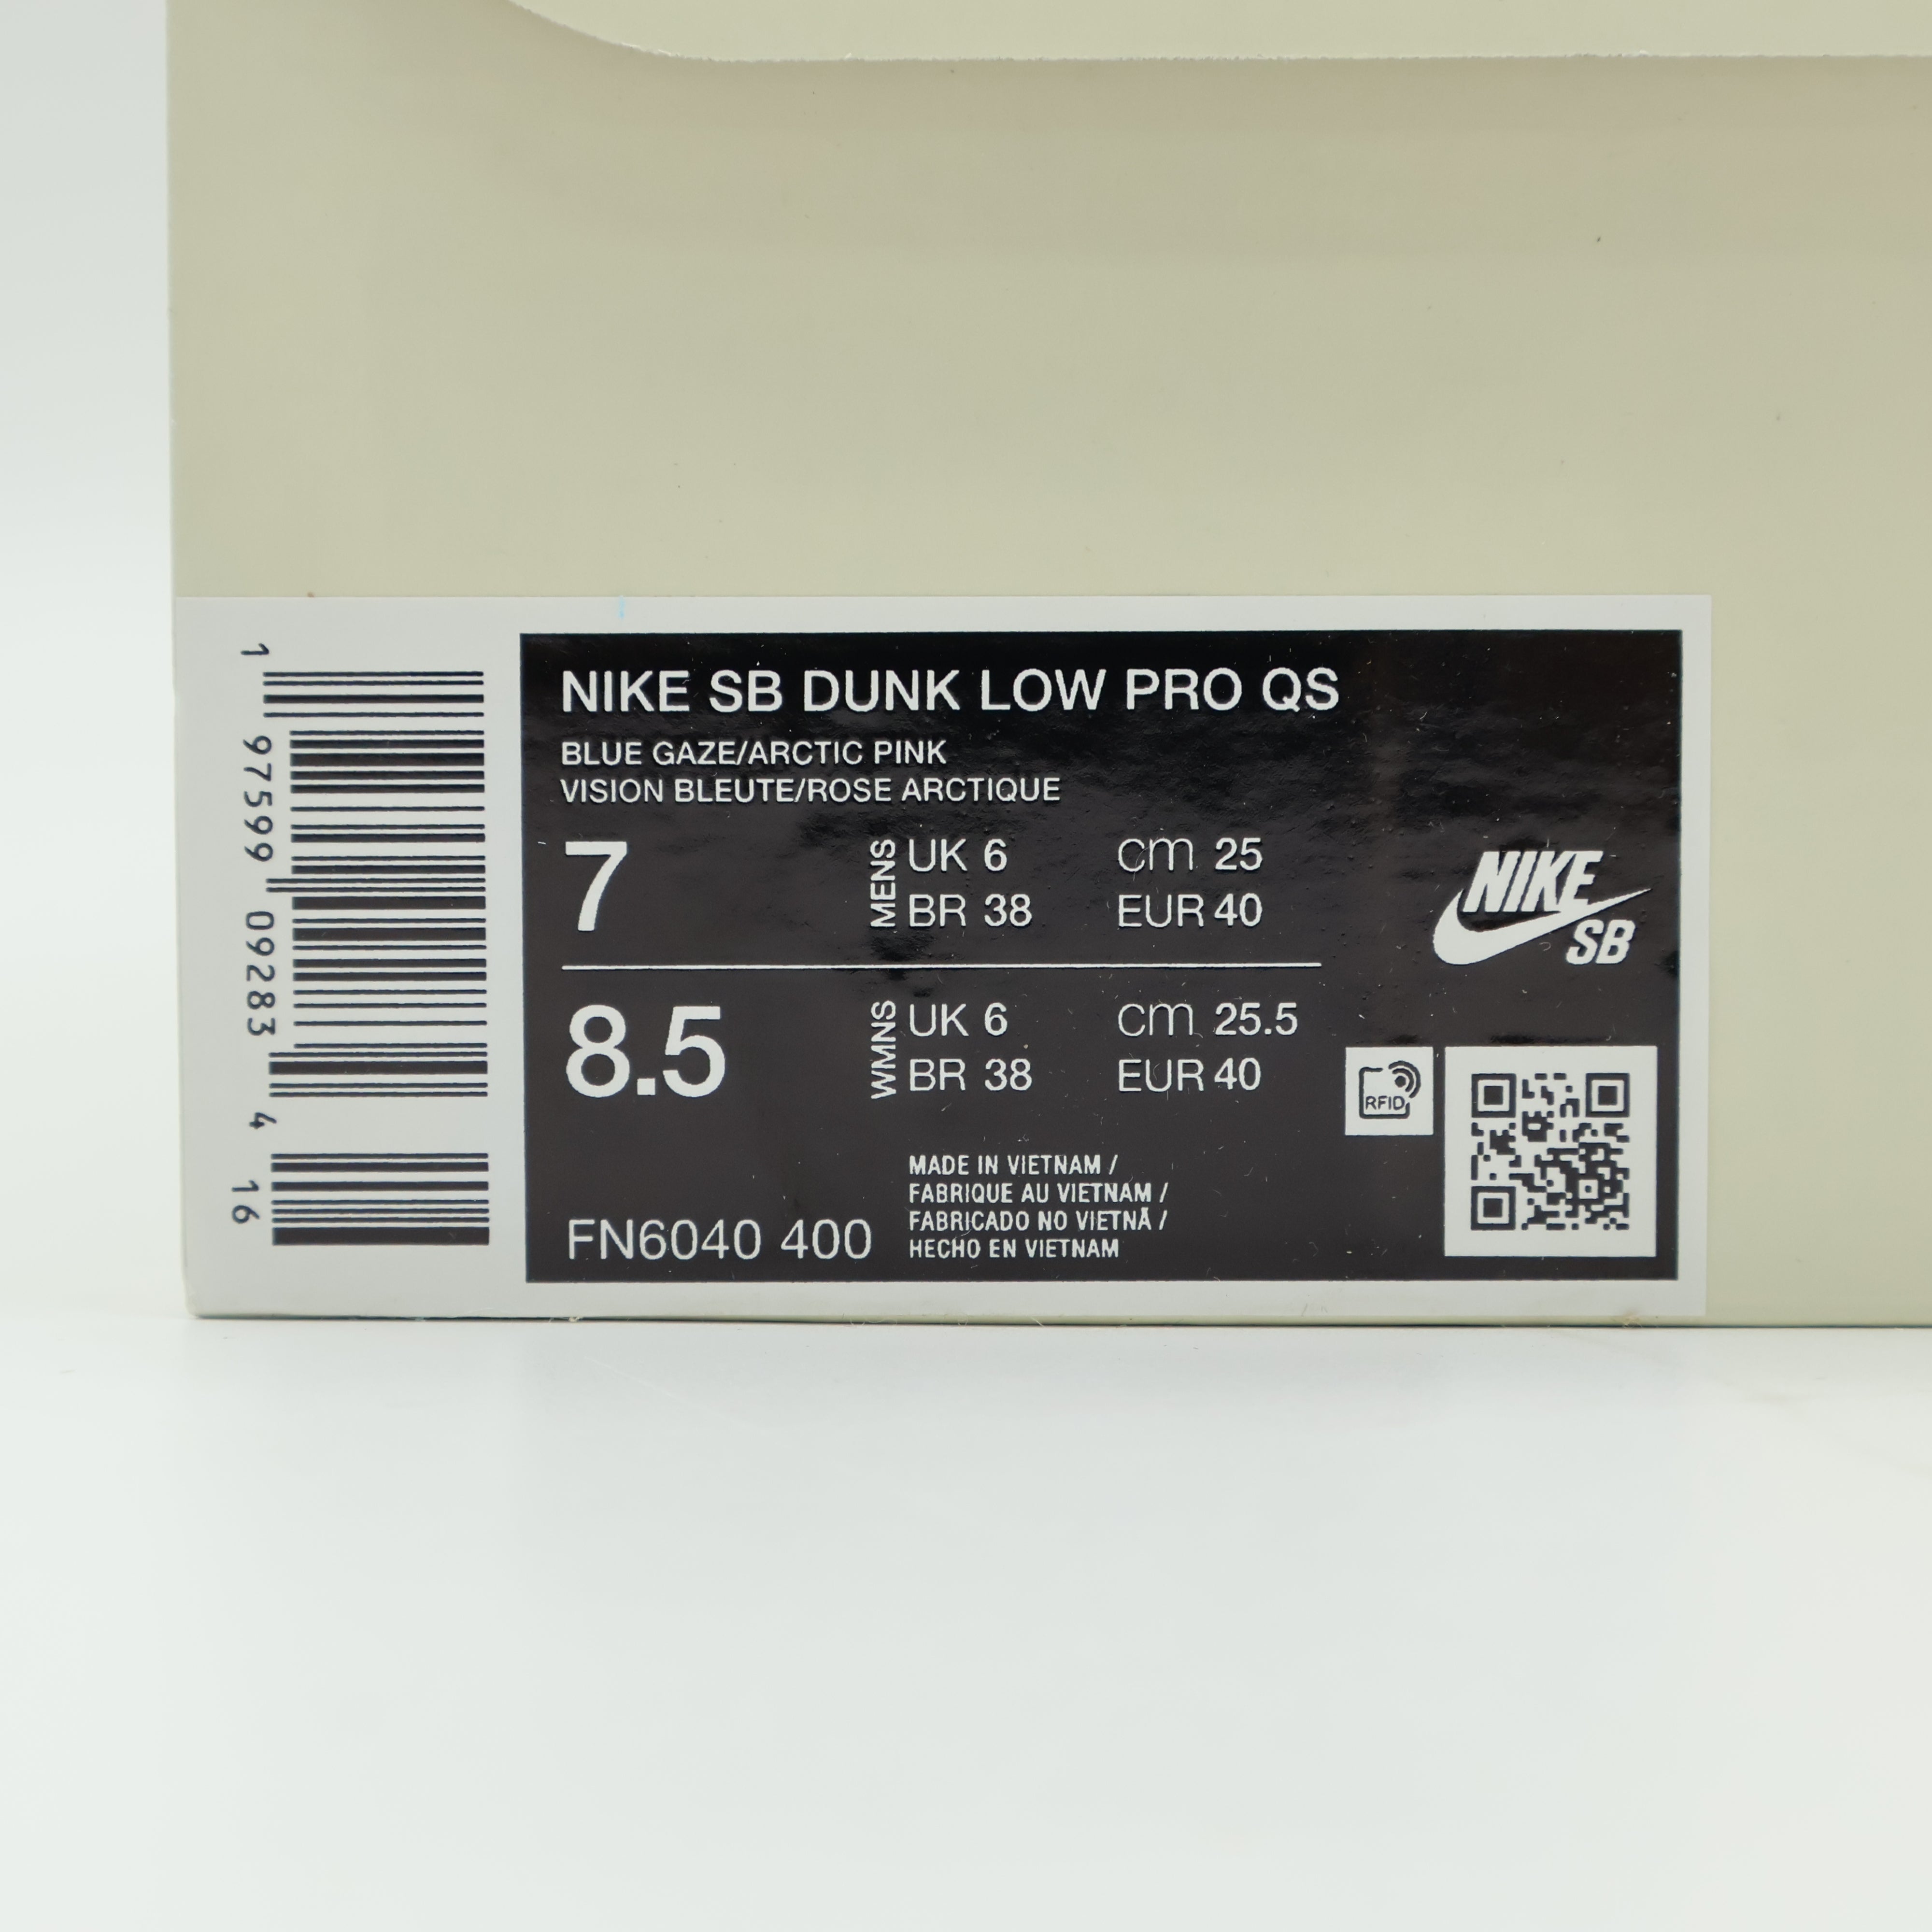 1 97599 09283 4 16
NIKE SB DUNK LOW PRO QS
BLUE GAZE/ARCTIC PINK
VISION BLEUTE/ROSE ARCTIQUE
7 MENS UK 6 cm 25
BR 38 EUR 40
8.5 WMNS UK 6 cm 25.5
BR 38 EUR 40
NIKE
SB
RFID
MADE IN VIETNAM /
FABRIQUE AU VIETNAM /
FABRICADO NO VIETNÃ /
HECHO EN VIETNAM
FN6040 400